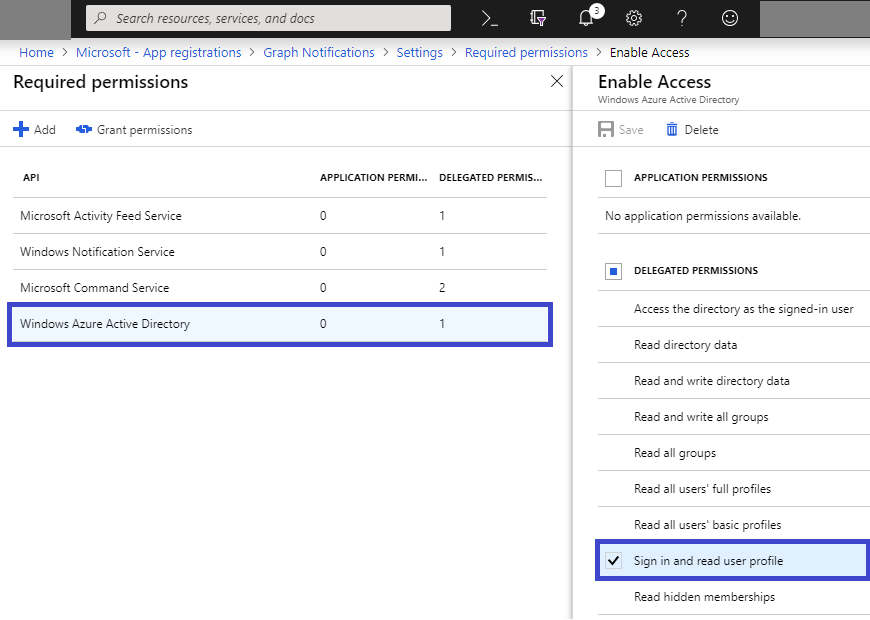 Search resources, services, and docs
3
Home > Microsoft - App registrations > Graph Notifications > Settings > Required permissions > Enable Access
Required permissions
Add Grant permissions
API APPLICATION PERMI... DELEGATED PERMIS...
Microsoft Activity Feed Service 0 1
Windows Notification Service 0 1
Microsoft Command Service 0 2
Windows Azure Active Directory 0 1
Enable Access
Windows Azure Active Directory
Save Delete
APPLICATION PERMISSIONS
No application permissions available.
DELEGATED PERMISSIONS
Access the directory as the signed-in user
Read directory data
Read and write directory data
Read and write all groups
Read all groups
Read all users' full profiles
Read all users' basic profiles
Sign in and read user profile
Read hidden memberships